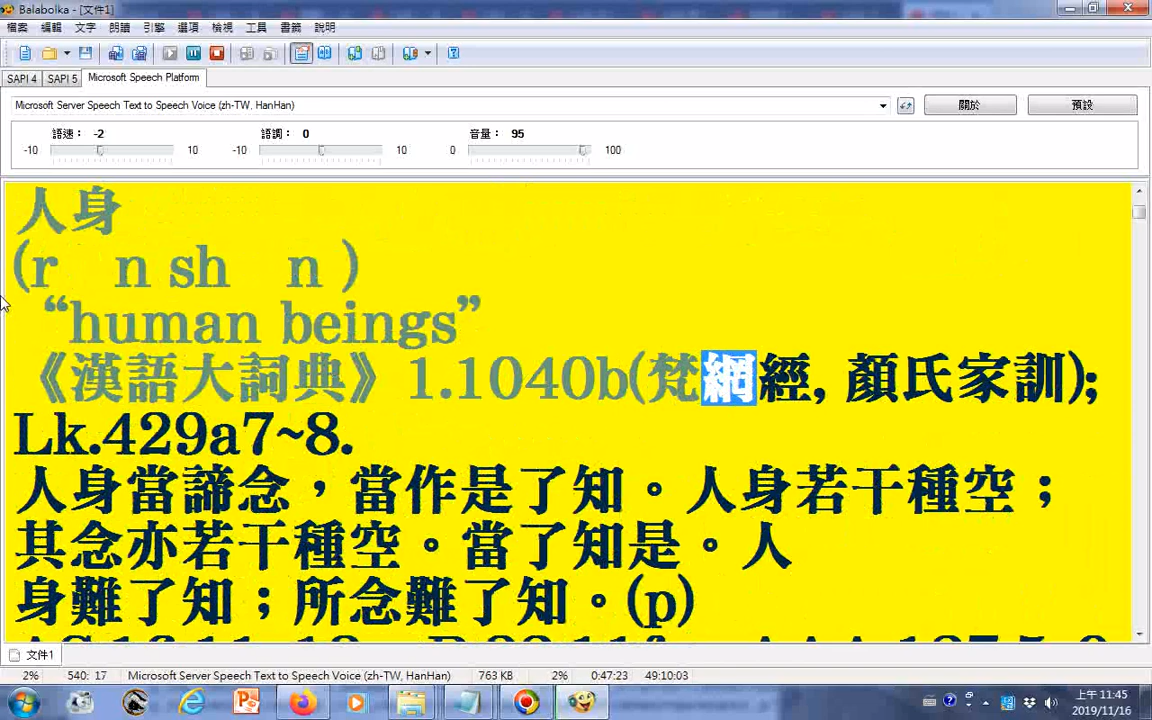 Balabolka - [文件1]
檔案 編輯 文字 朗讀 引擎 選項 檢視 工具 書籤 說明
SAPI 4 SAPI 5 Microsoft Speech Platform
Microsoft Server Speech Text to Speech Voice (zh-TW, HanHan)
關於 預設
語速： -2 語調： 0 音量： 95
-10 10 -10 10 0 100
人身
(r n sh n )
“human beings”
《漢語大詞典》 1.1040b(梵網經, 顏氏家訓);
Lk.429a7~8.
人身當諦念，當作是了知。人身若干種空；
其念亦若干種空。當了知是。人
身難了知；所念難了知。(p)
文件1
2% 540: 17 Microsoft Server Speech Text to Speech Voice (zh-TW, HanHan) 763 KB 2% 0:47:23 49:10:03
上午 11:45
2019/11/16